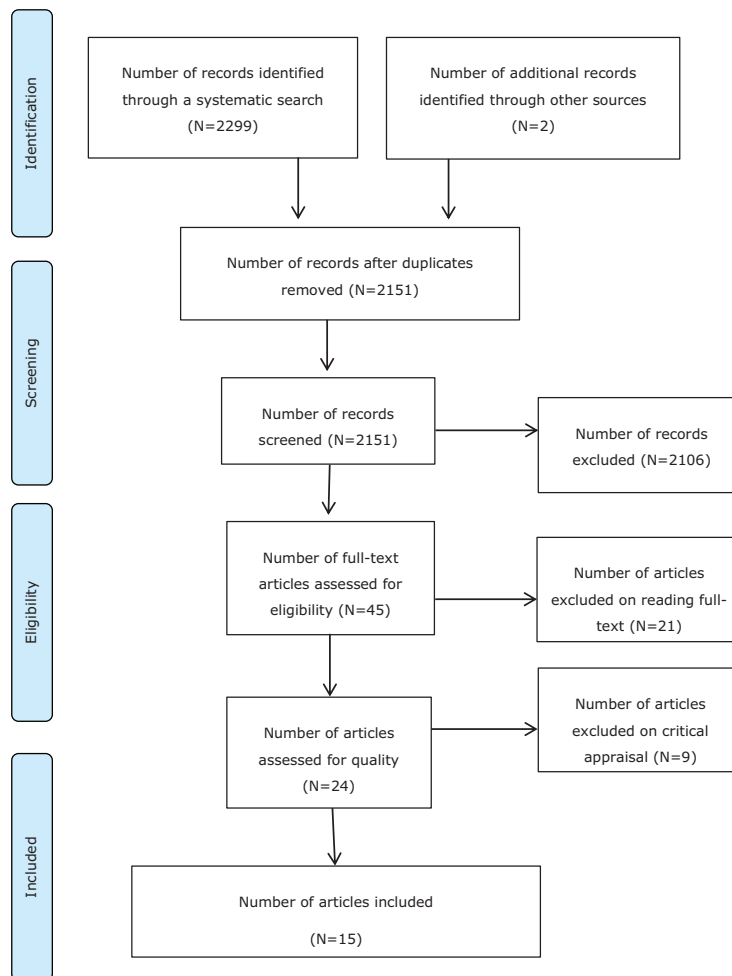 Identification
Number of records identified
through a systematic search
(N=2299)
Number of additional records
identified through other sources
(N=2)
Number of records after duplicates
removed (N=2151)
Screening
Number of records
screened (N=2151)
Number of records
excluded (N=2106)
Eligibility
Number of full-text
articles assessed for
eligibility (N=45)
Number of articles
excluded on reading full-
text (N=21)
Number of articles
assessed for quality
(N=24)
Number of articles
excluded on critical
appraisal (N=9)
Included
Number of articles included
(N=15)